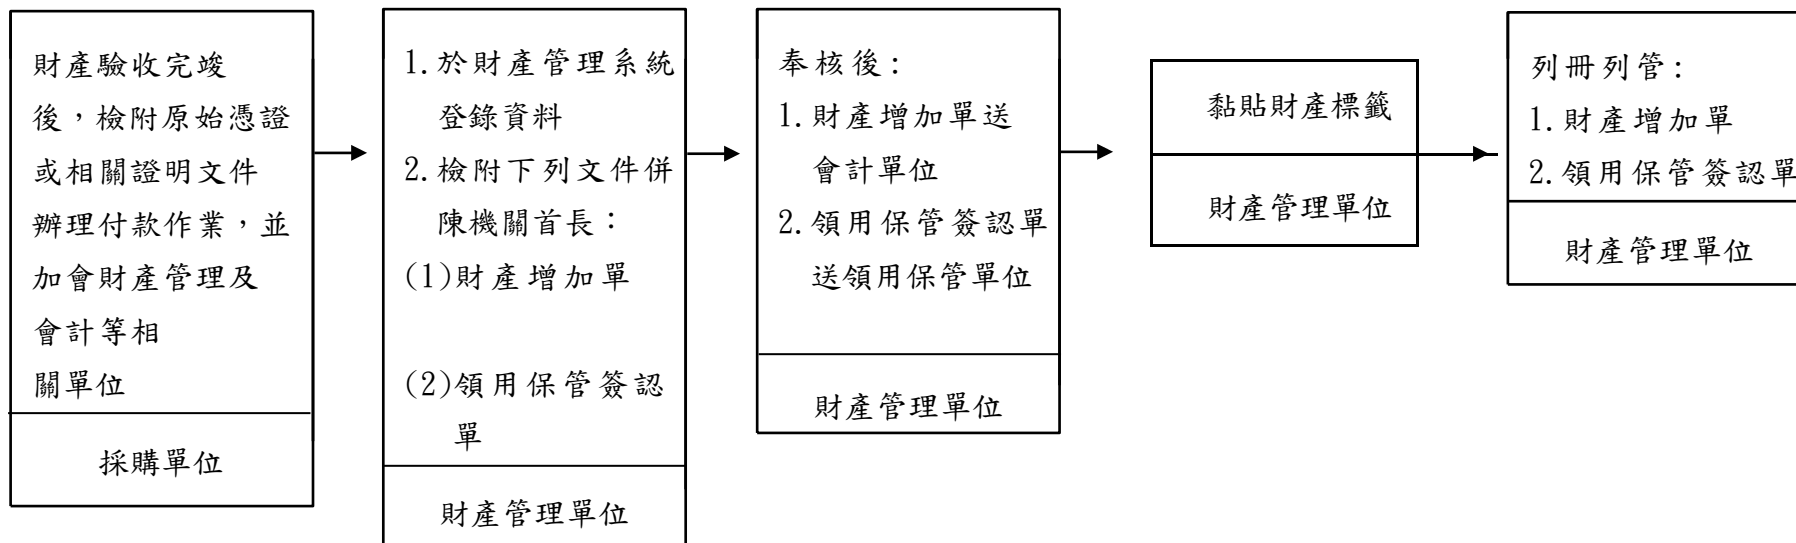 財產驗收完竣
後，檢附原始憑證
或相關證明文件
辦理付款作業，並
加會財產管理及
會計等相
關單位
採購單位
1.於財產管理系統
登錄資料
2.檢附下列文件併
陳機關首長：
(1)財產增加單
(2)領用保管簽認
單
財產管理單位
奉核後：
1.財產增加單送
會計單位
2.領用保管簽認單
送領用保管單位
財產管理單位
黏貼財產標籤
財產管理單位
列冊列管：
1.財產增加單
2.領用保管簽認單
財產管理單位